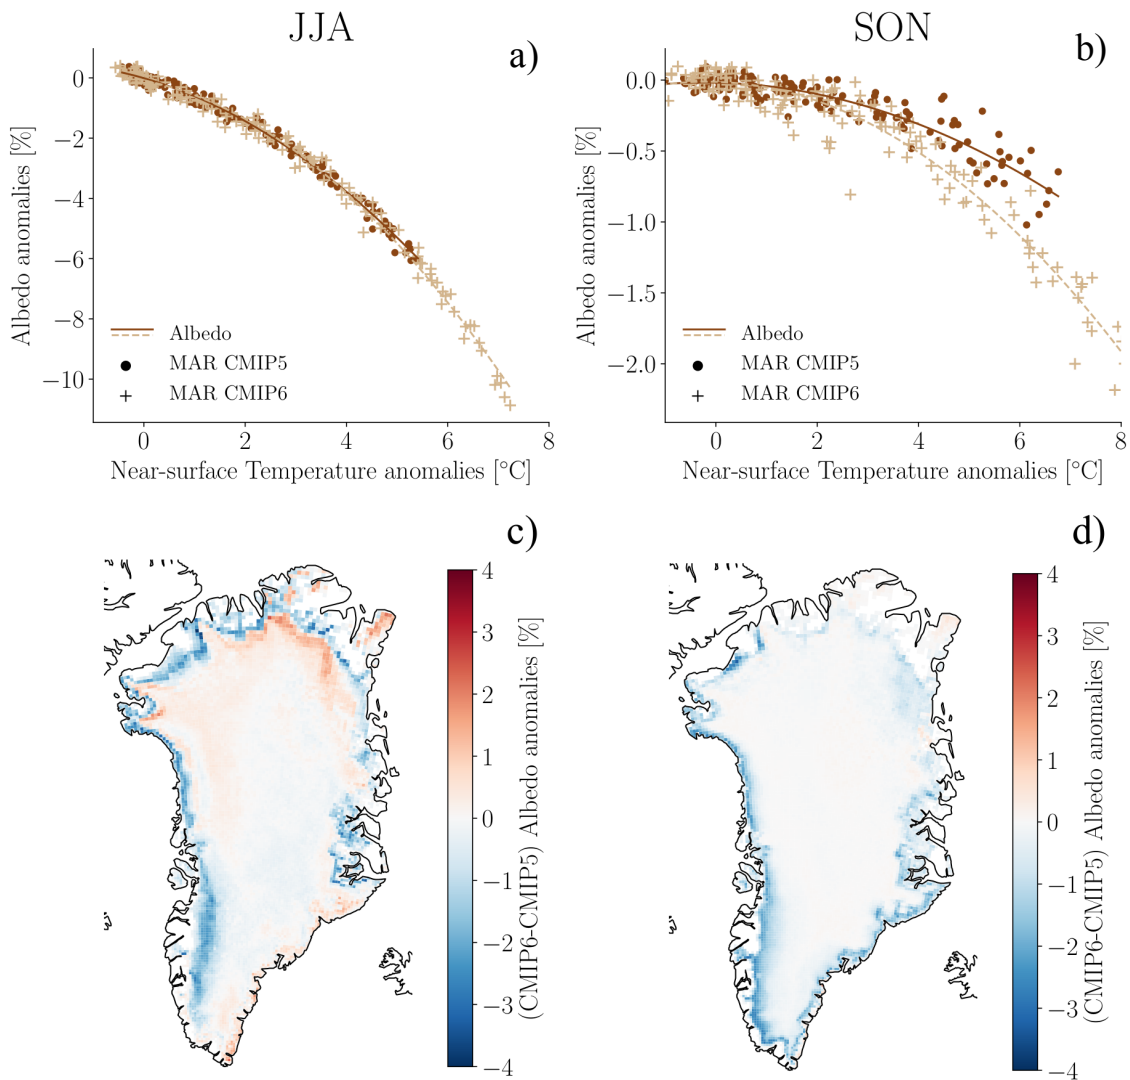 JJA
a)
0
−2
−4
−6
−8
−10
Albedo anomalies [%]
Albedo
MAR CMIP5
MAR CMIP6
0 2 4 6 8
Near-surface Temperature anomalies [°C]
SON
b)
0.0
−0.5
−1.0
−1.5
−2.0
Albedo anomalies [%]
Albedo
MAR CMIP5
MAR CMIP6
0 2 4 6 8
Near-surface Temperature anomalies [°C]
c)
4
3
2
1
0
−1
−2
−3
−4
(CMIP6-CMIP5) Albedo anomalies [%]
d)
4
3
2
1
0
−1
−2
−3
−4
(CMIP6-CMIP5) Albedo anomalies [%]